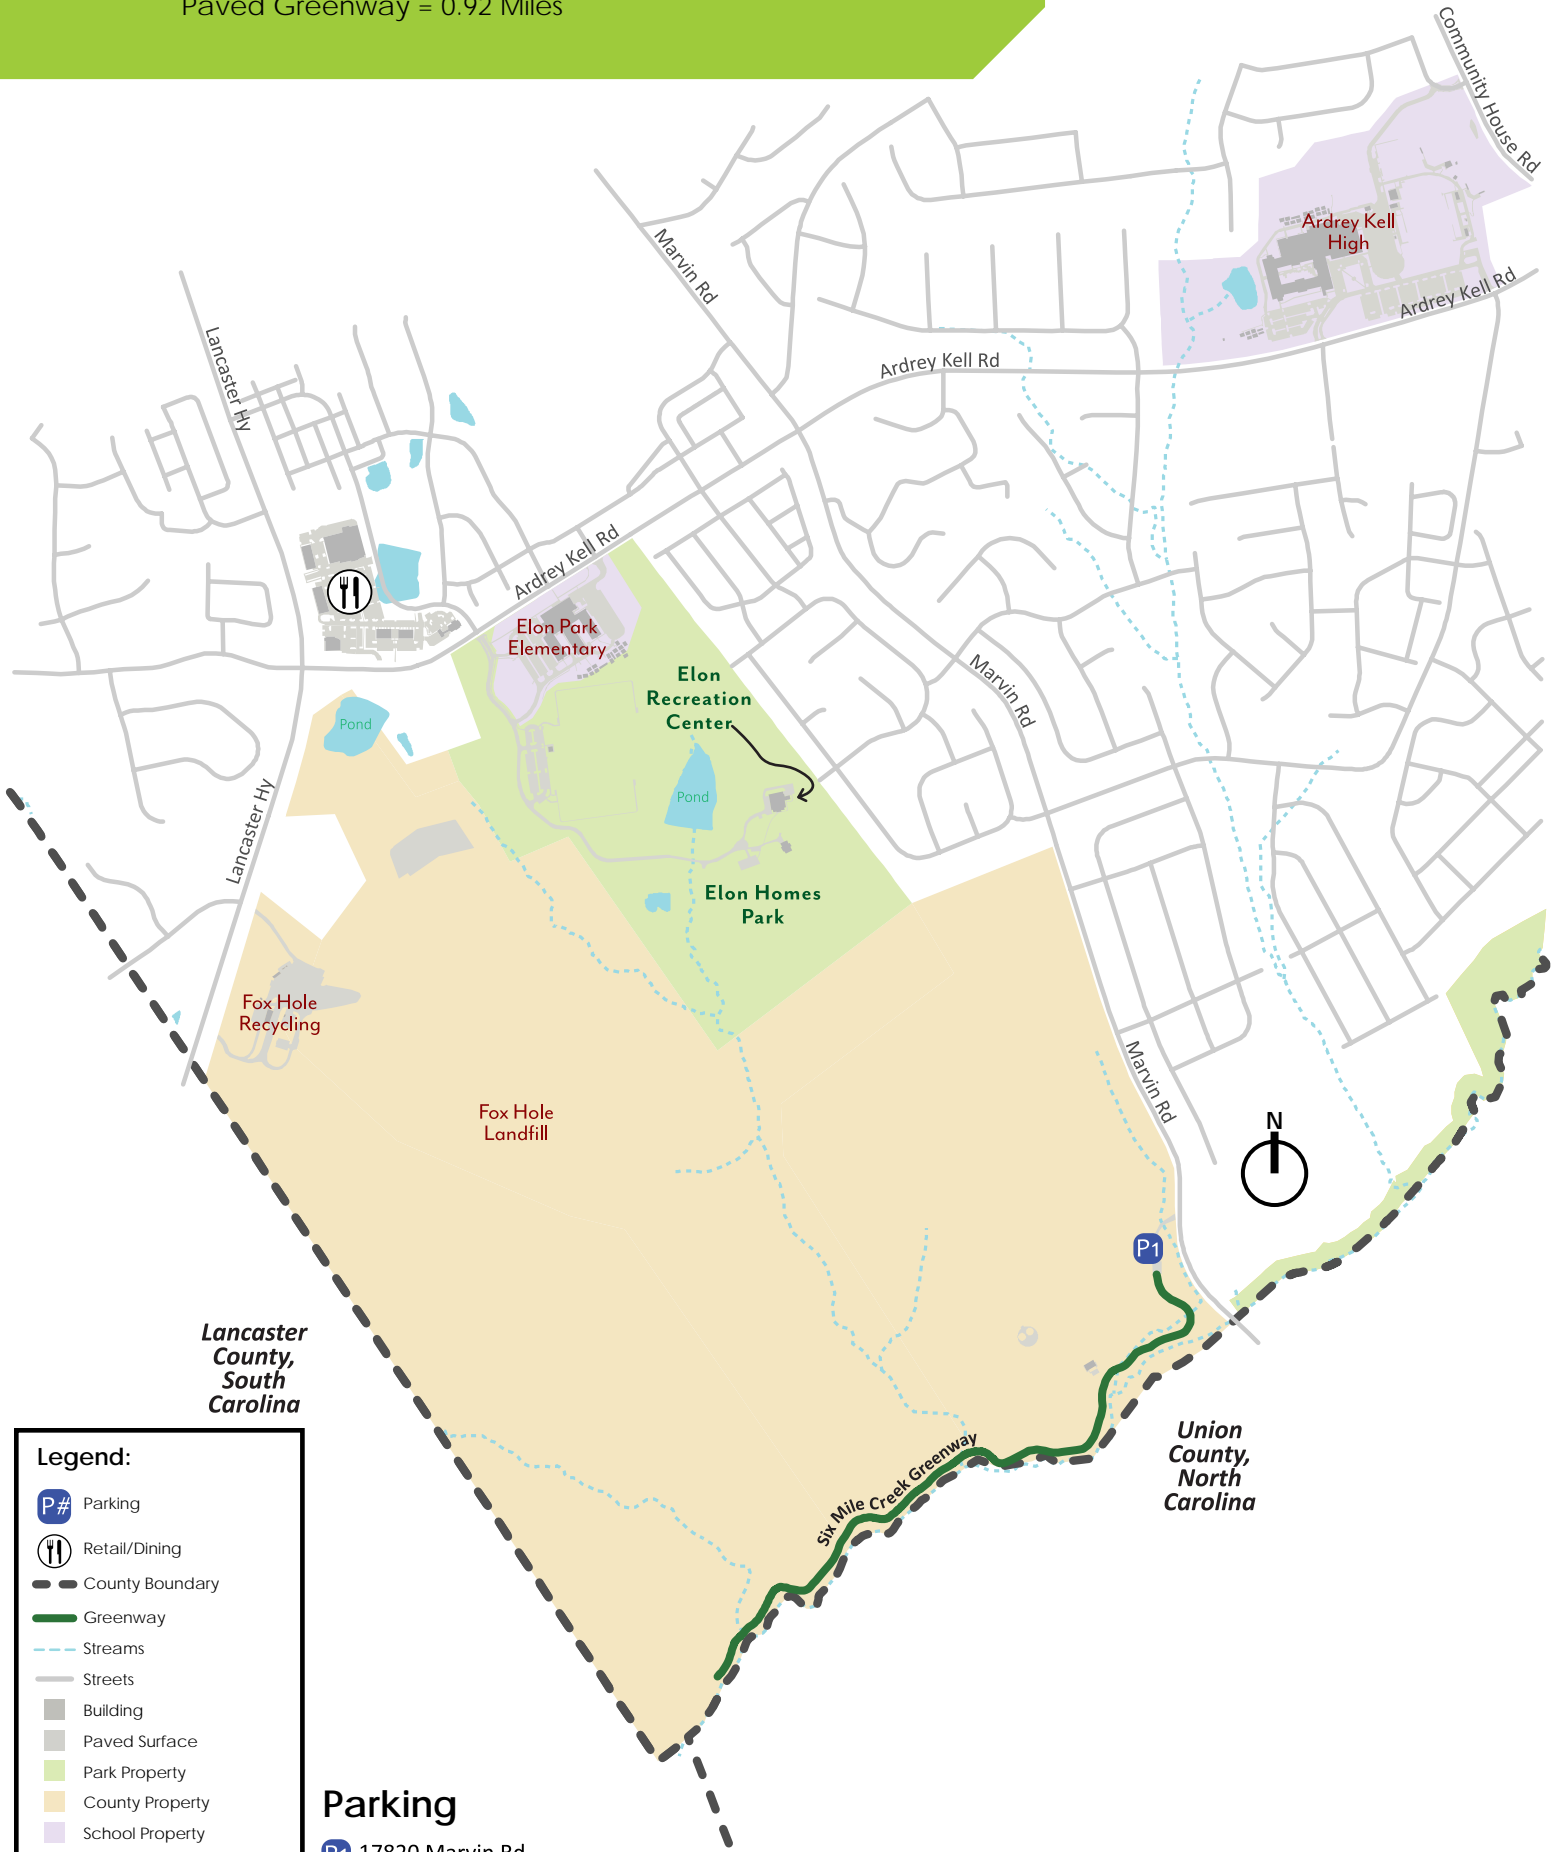 Paved Greenway = 0.92 Miles
Community House Rd
Ardrey Kell
High
Ardrey Kell Rd
Marvin Rd
Ardrey Kell Rd
Lancaster Hy
Ardrey Kell Rd
Elon Park
Elementary
Elon
Recreation
Center
Marvin Rd
Pond
Pond
Lancaster Hy
Elon Homes
Park
Fox Hole
Recycling
Marvin Rd
Fox Hole
Landfill
N
P1
Lancaster
County,
South
Carolina
Union
County,
North
Carolina
Six Mile Creek Greenway
Legend:
P# Parking
Retail/Dining
County Boundary
Greenway
Streams
Streets
Building
Paved Surface
Park Property
County Property
School Property
Parking
P1 17820 Marvin Rd